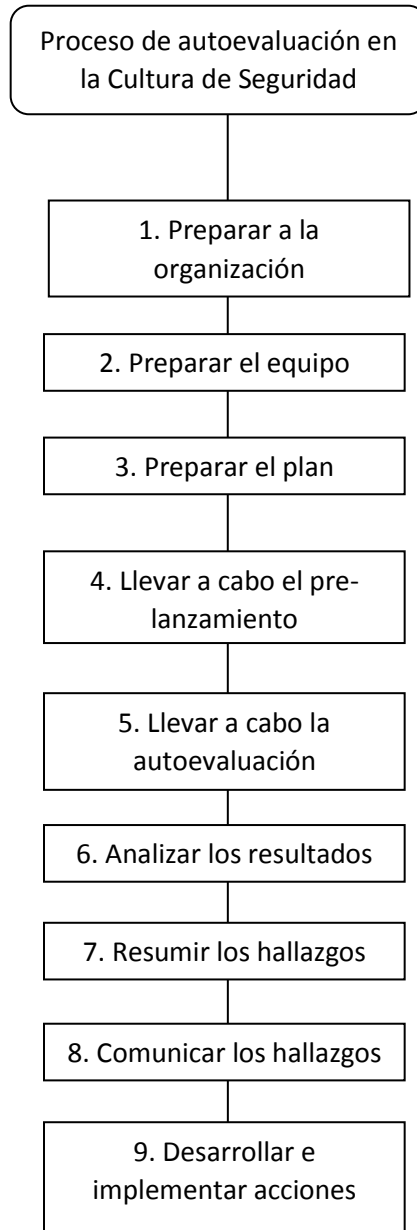 Proceso de autoevaluación en
la Cultura de Seguridad
1. Preparar a la
organización
2. Preparar el equipo
3. Preparar el plan
4. Llevar a cabo el pre-
lanzamiento
5. Llevar a cabo la
autoevaluación
6. Analizar los resultados
7. Resumir los hallazgos
8. Comunicar los hallazgos
9. Desarrollar e
implementar acciones